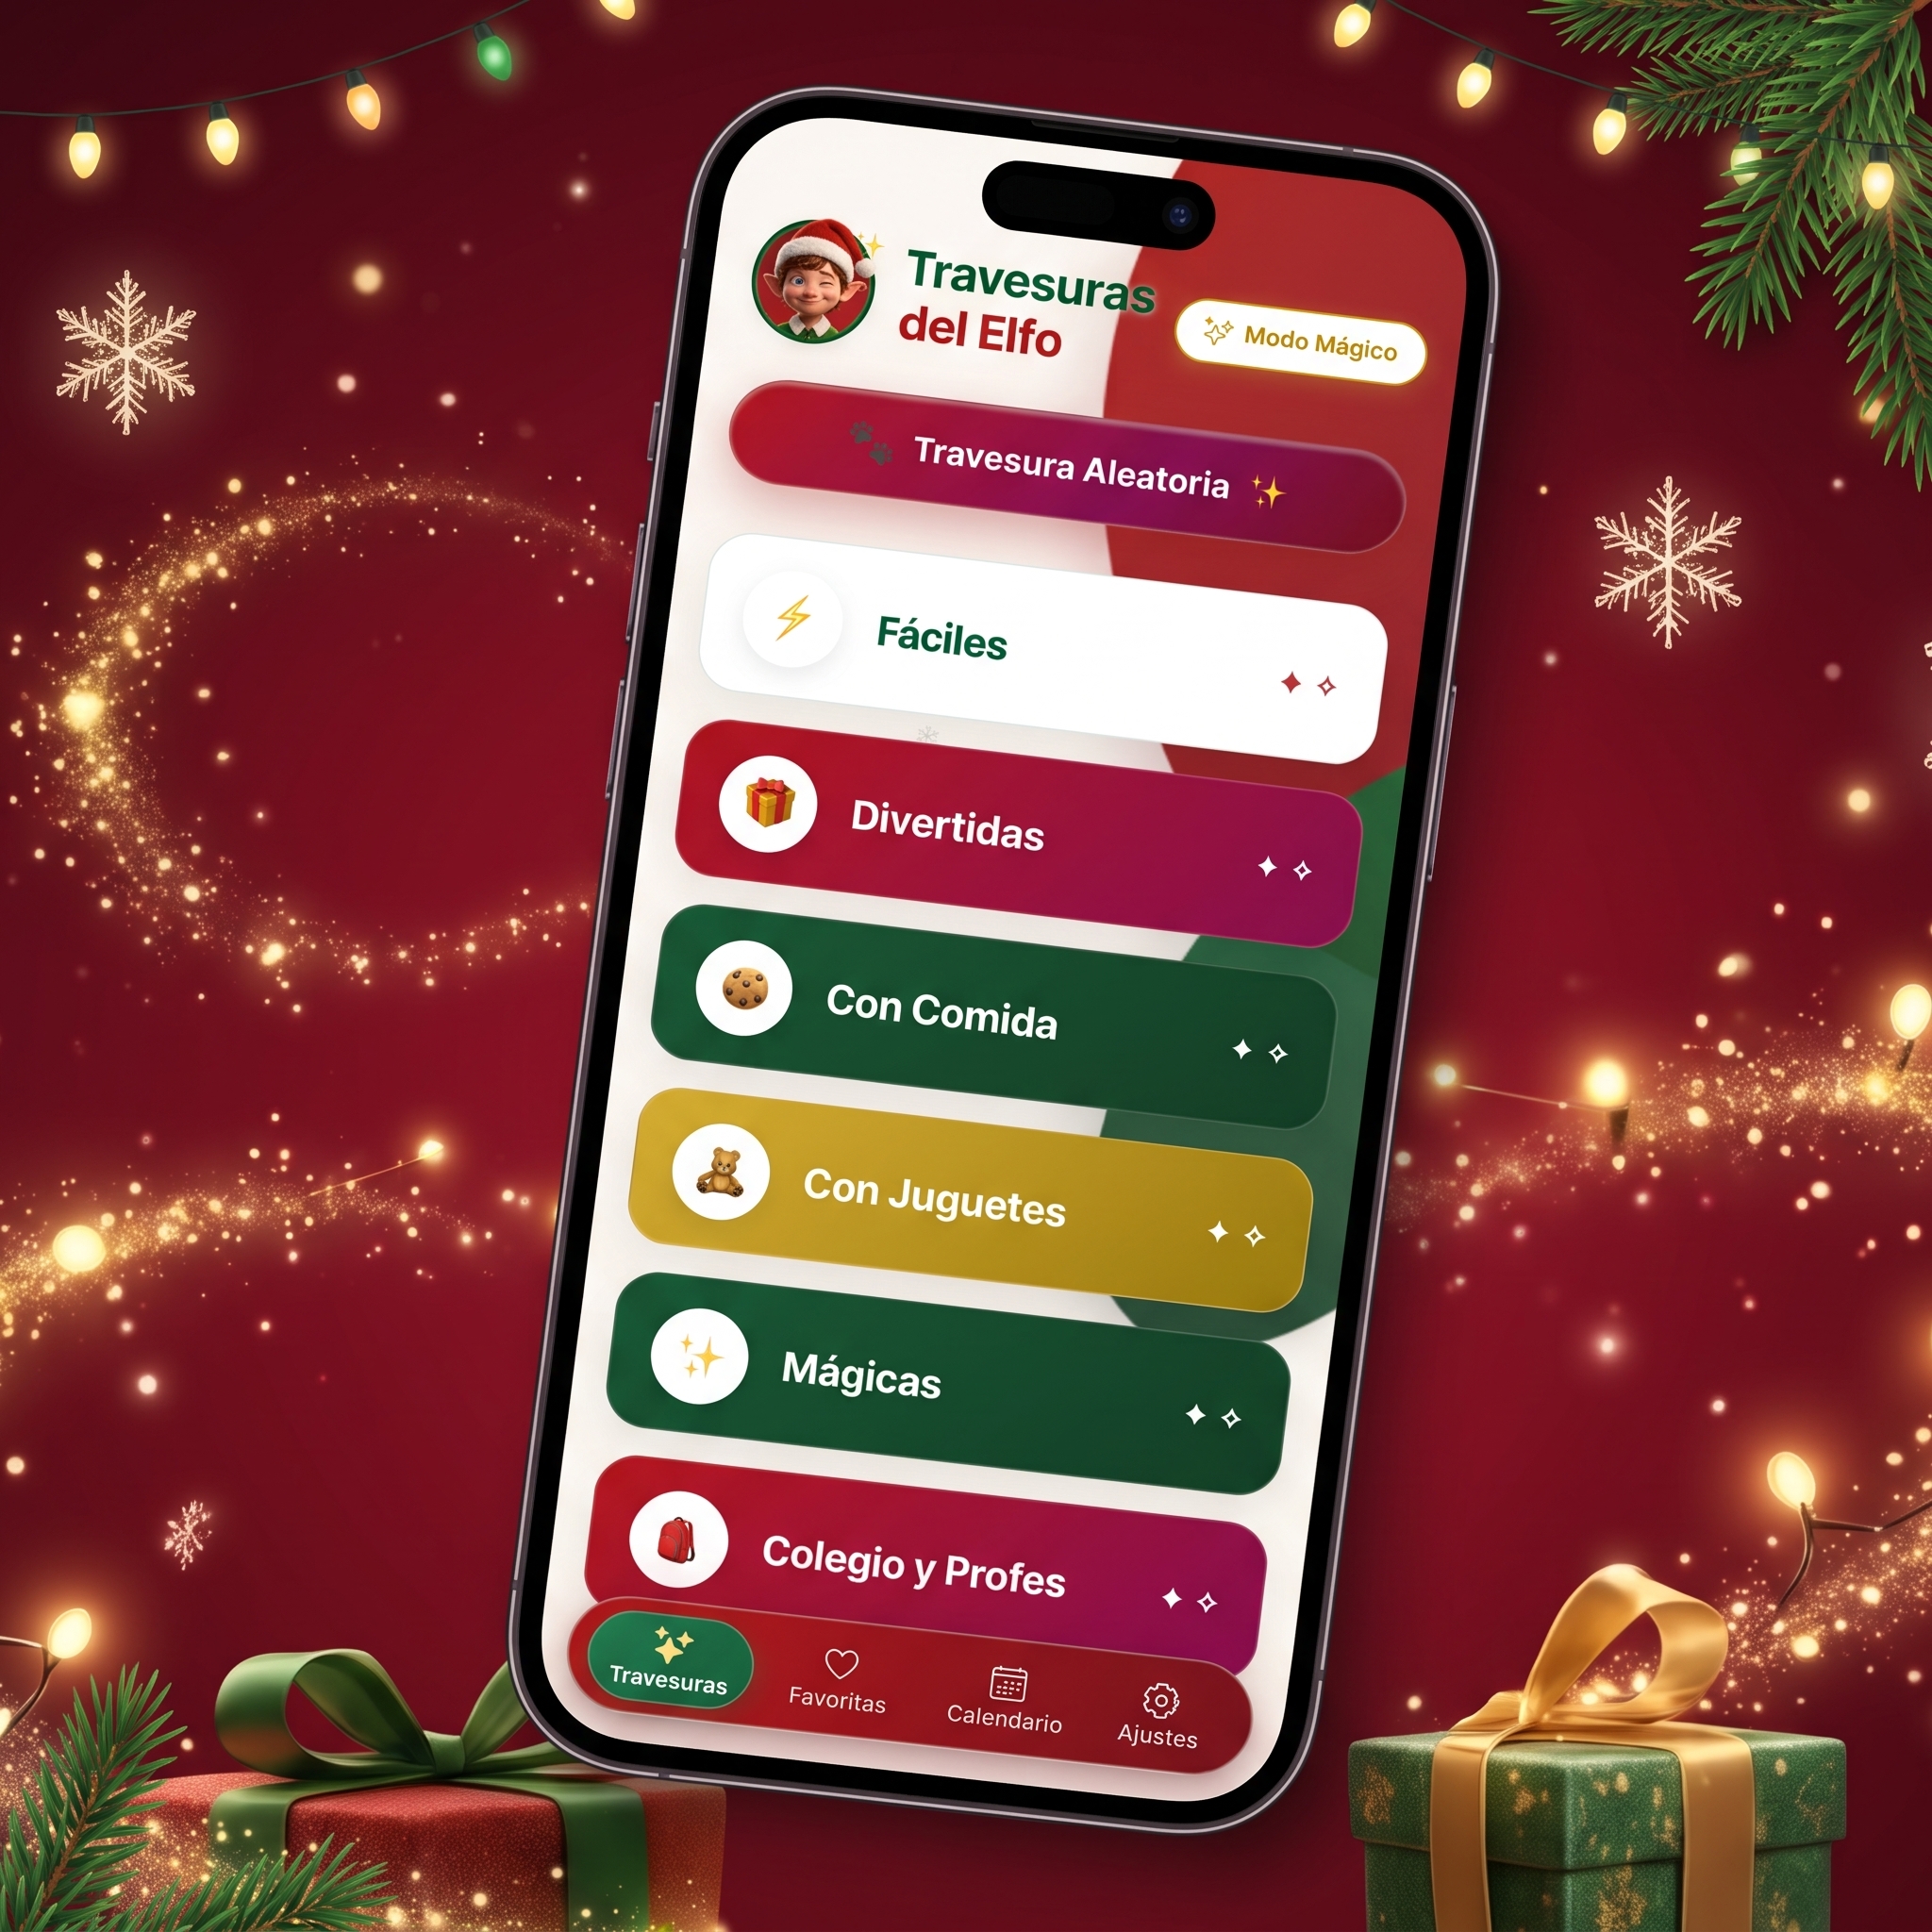 Travesuras
del Elfo
Modo Mágico
Travesura Aleatoria
Fáciles
Divertidas
Con Comida
Con Juguetes
Mágicas
Colegio y Profes
Travesuras
Favoritas
Calendario
Ajustes